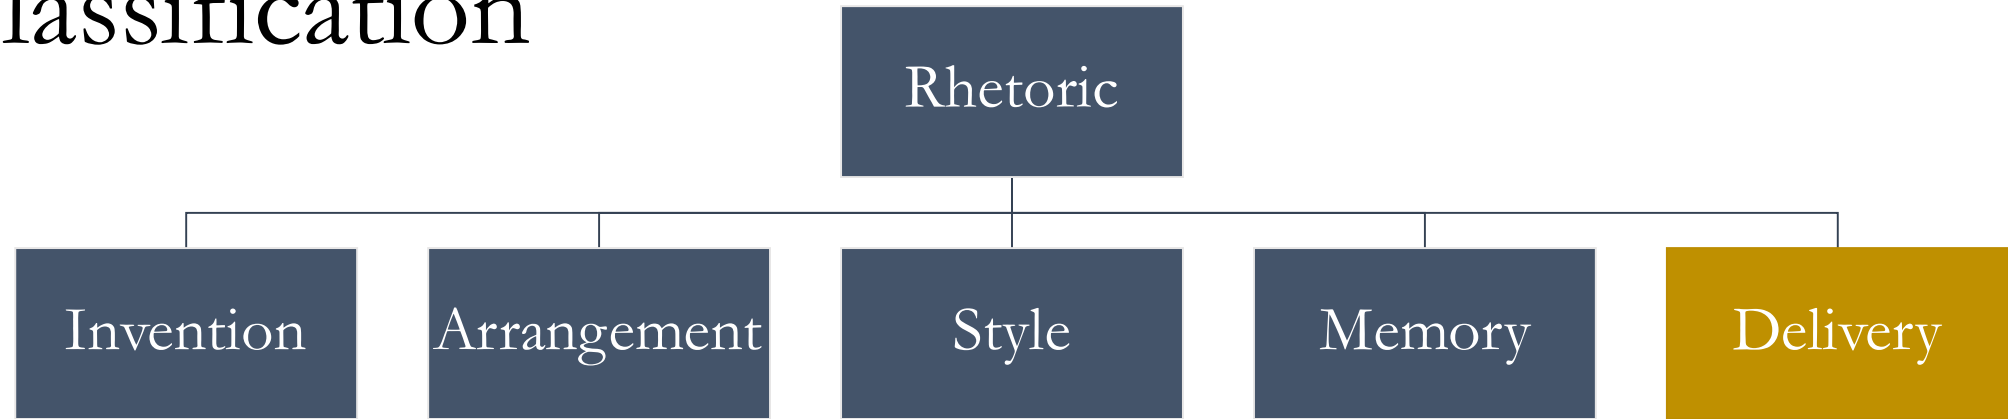 lassification
Rhetoric
Invention
Arrangement
Style
Memory
Delivery